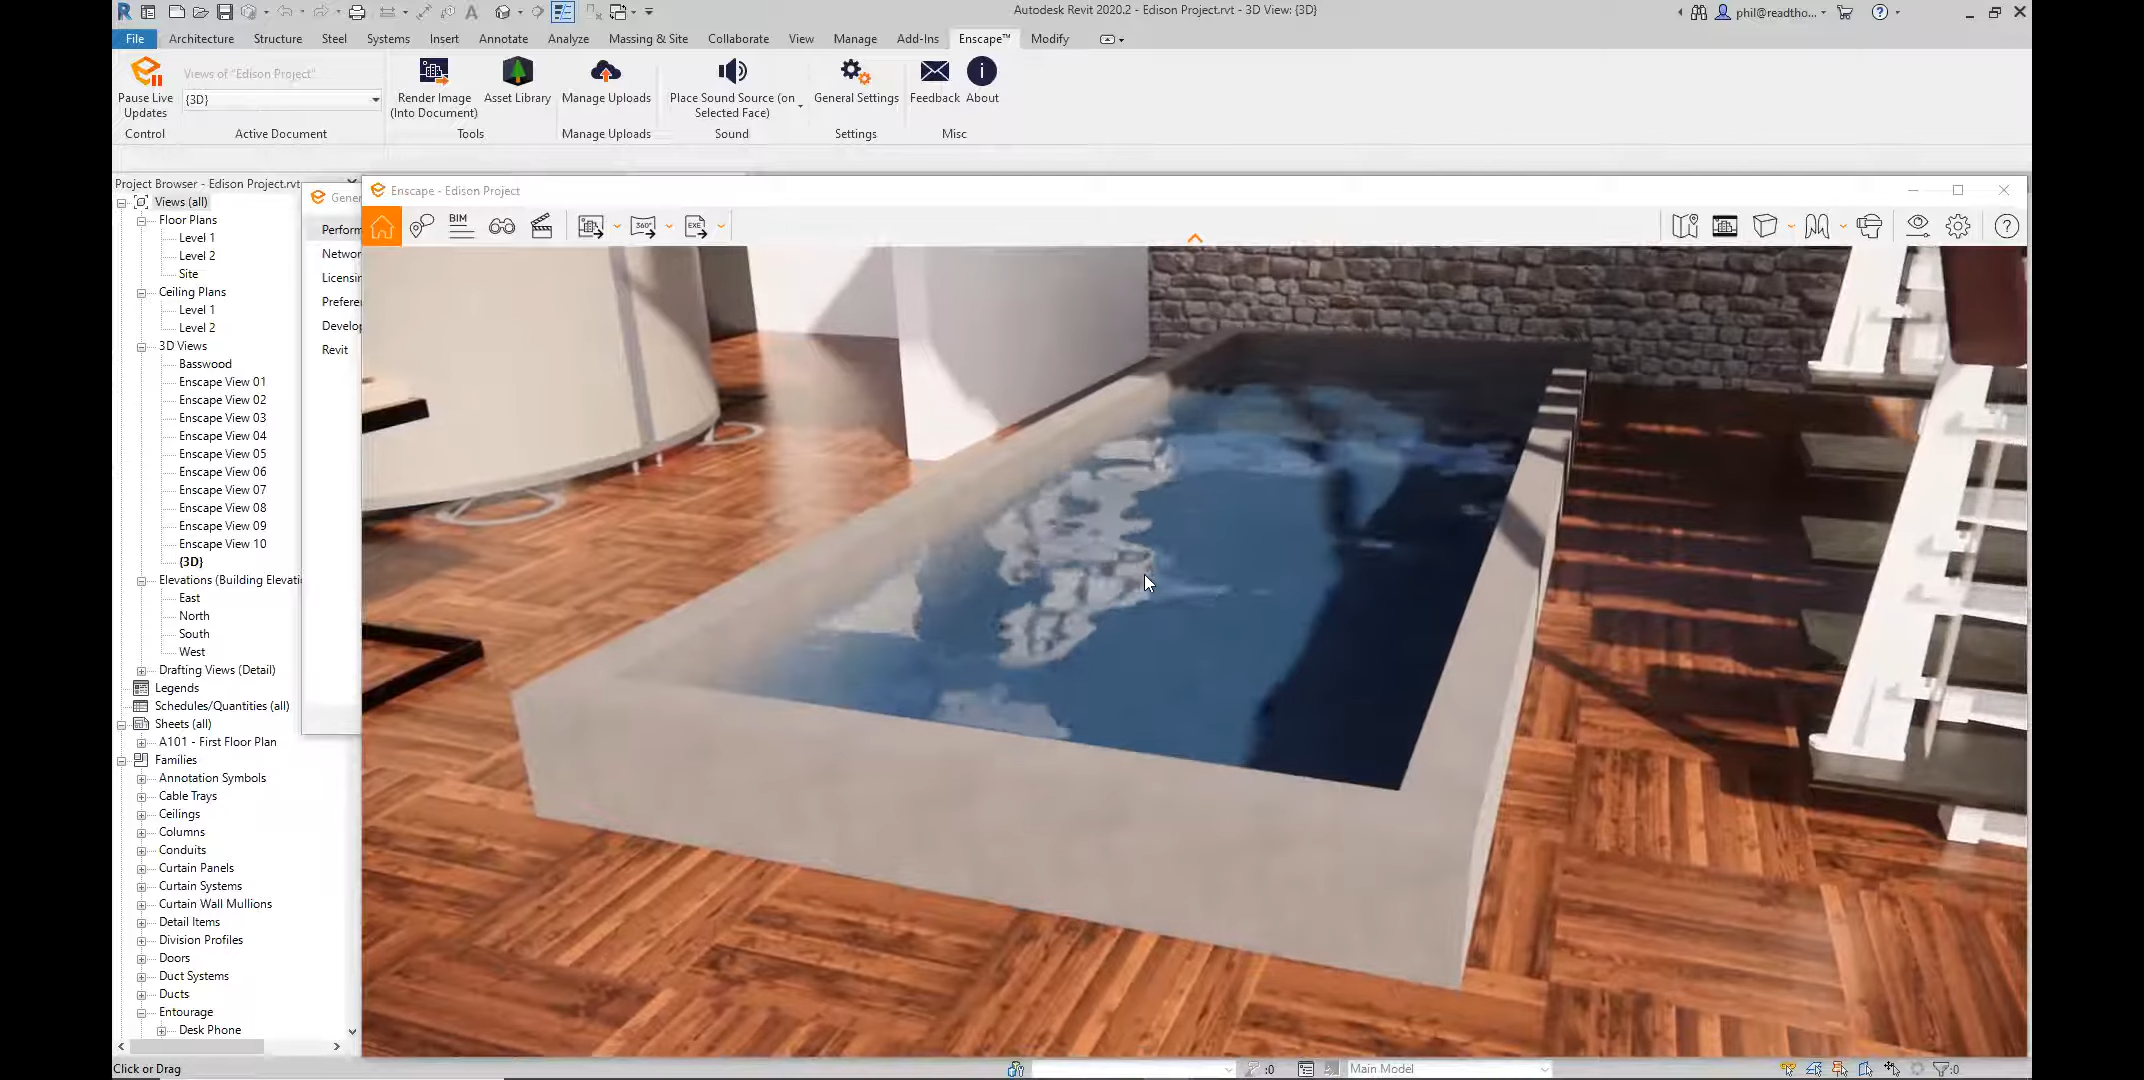 Autodesk Revit 2020.2 - Edison Project.rvt - 3D View: {3D}
phil@readtho...
File Architecture Structure Steel Systems Insert Annotate Analyze Massing & Site Collaborate View Manage Add-Ins Enscape™ Modify
Pause Live Updates
Control
Views of "Edison Project"
{3D}
Active Document
Render Image (Into Document)
Asset Library
Tools
Manage Uploads
Manage Uploads
Place Sound Source (on Selected Face)
Sound
General Settings
Settings
Feedback
About
Misc
Project Browser - Edison Project.rvt
Views (all)
Floor Plans
Level 1
Level 2
Site
Ceiling Plans
Level 1
Level 2
3D Views
Basswood
Enscape View 01
Enscape View 02
Enscape View 03
Enscape View 04
Enscape View 05
Enscape View 06
Enscape View 07
Enscape View 08
Enscape View 09
Enscape View 10
{3D}
Elevations (Building Elevati
East
North
South
West
Drafting Views (Detail)
Legends
Schedules/Quantities (all)
Sheets (all)
A101 - First Floor Plan
Families
Annotation Symbols
Cable Trays
Ceilings
Columns
Conduits
Curtain Panels
Curtain Systems
Curtain Wall Mullions
Detail Items
Division Profiles
Doors
Duct Systems
Ducts
Entourage
Desk Phone
Gene
Perform
Networ
Licensin
Prefere
Develop
Revit
Enscape - Edison Project
BIM
360°
EXE
Click or Drag
:0
Main Model
:0